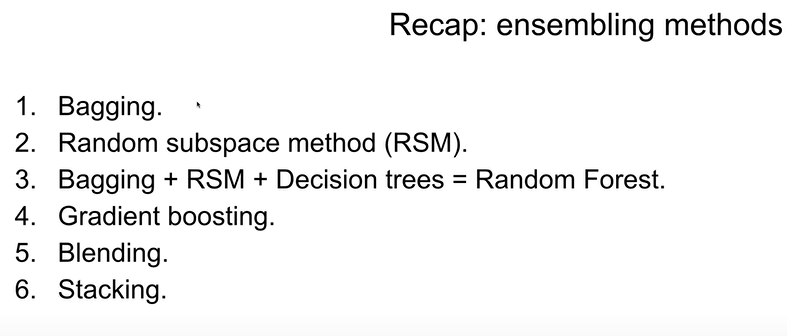 Recap: ensembling methods
1. Bagging.
2. Random subspace method (RSM).
3. Bagging + RSM + Decision trees = Random Forest.
4. Gradient boosting.
5. Blending.
6. Stacking.